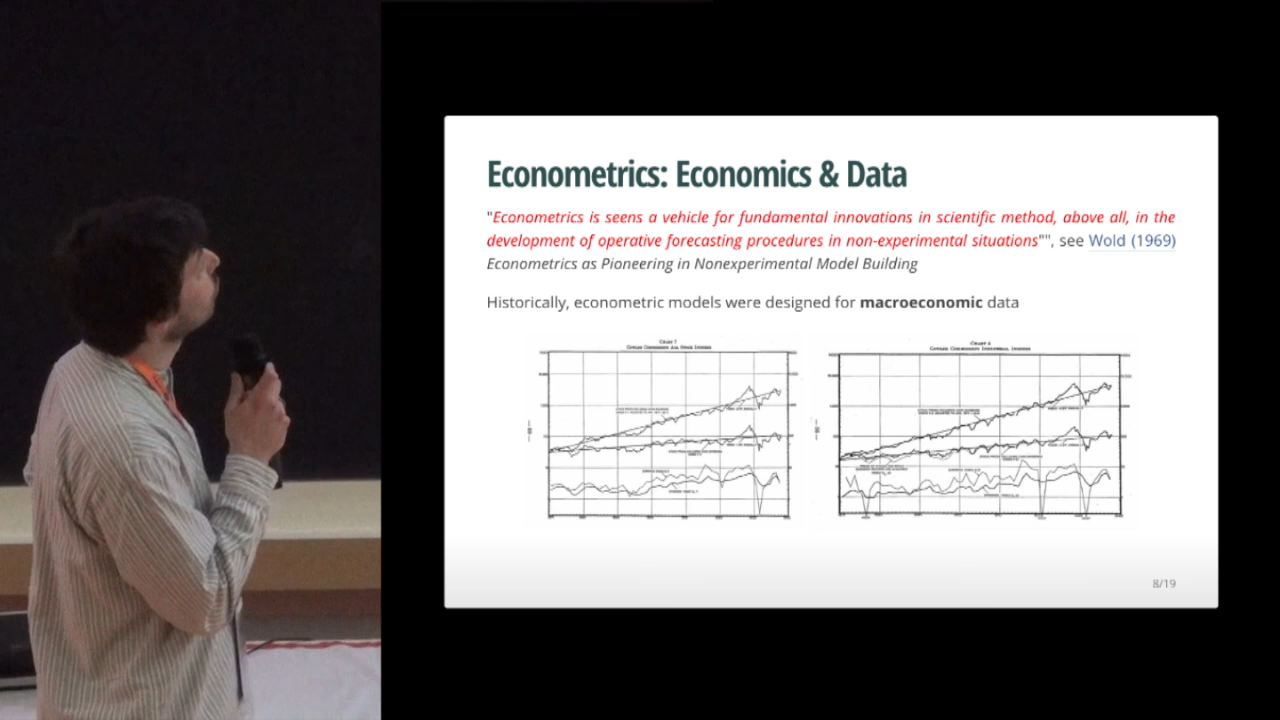 Econometrics: Economics & Data
"Econometrics is seens a vehicle for fundamental innovations in scientific method, above all, in the
development of operative forecasting procedures in non-experimental situations"", see Wold (1969)
Econometrics as Pioneering in Nonexperimental Model Building
Historically, econometric models were designed for macroeconomic data
8/19